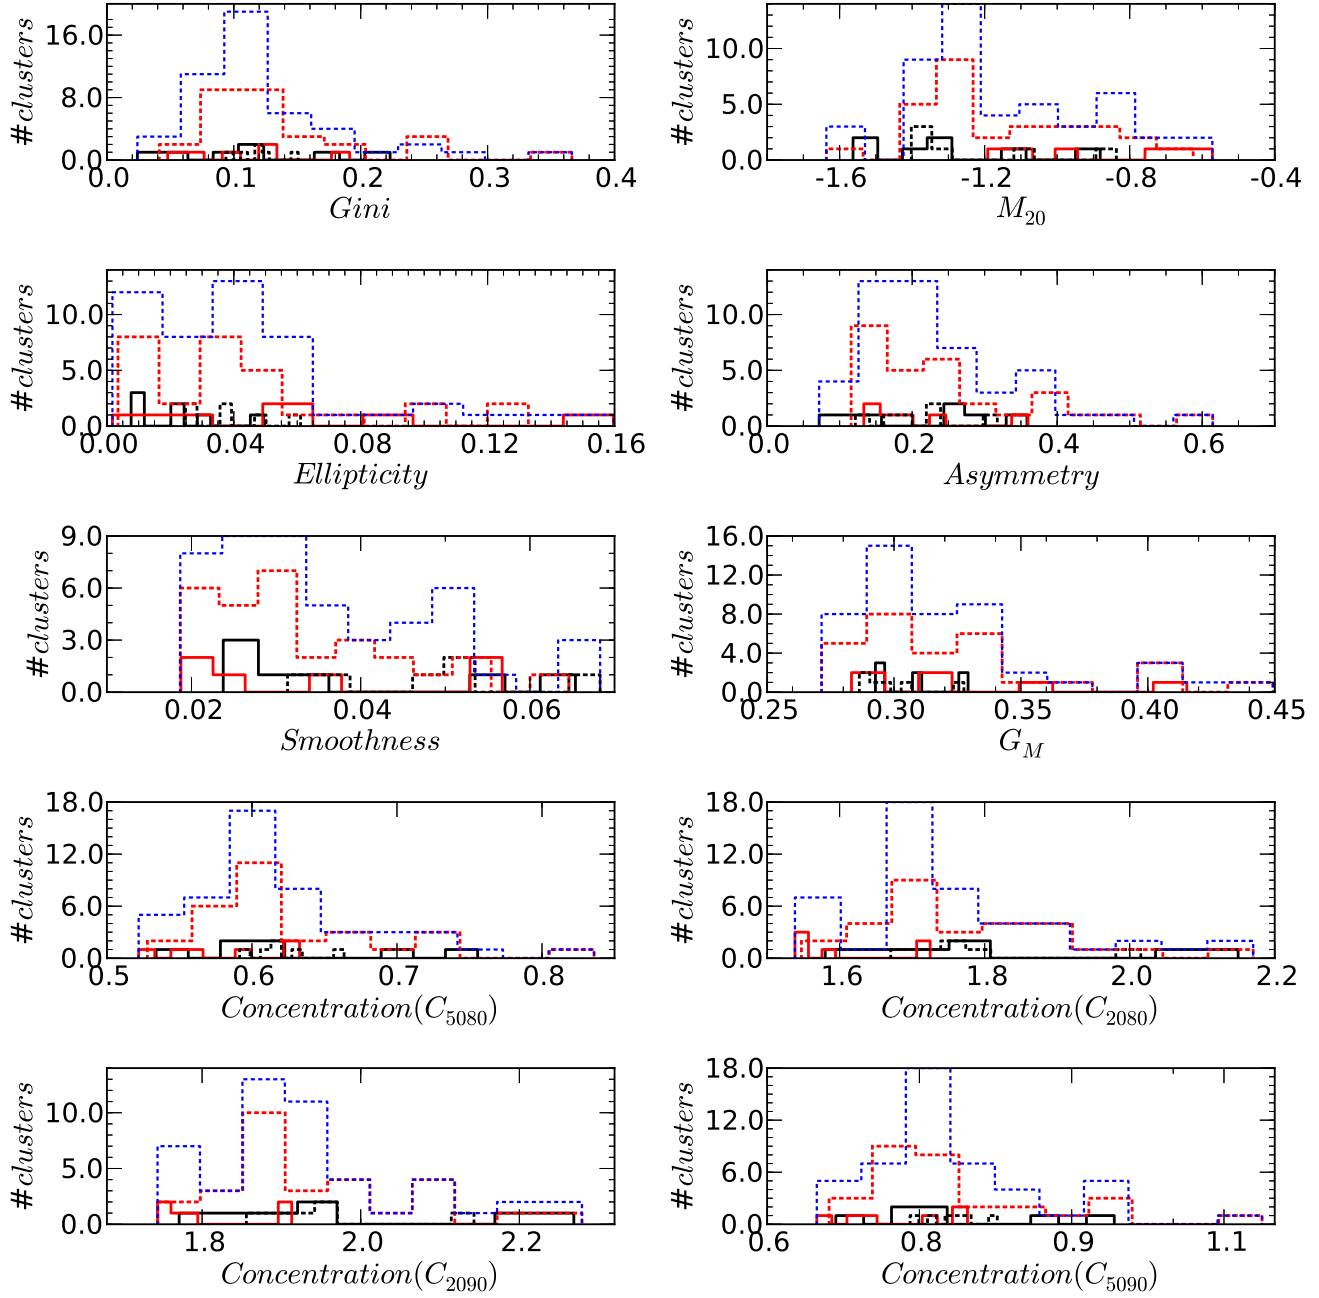 16.0
8.0
0.0
#clusters
0.0 0.1 0.2 0.3 0.4
Gini
10.0
5.0
0.0
#clusters
-1.6 -1.2 -0.8 -0.4
M20
10.0
5.0
0.0
#clusters
0.00 0.04 0.08 0.12 0.16
Ellipticity
10.0
5.0
0.0
#clusters
0.0 0.2 0.4 0.6
Asymmetry
9.0
6.0
3.0
0.0
#clusters
0.02 0.04 0.06
Smoothness
16.0
12.0
8.0
4.0
0.0
#clusters
0.25 0.30 0.35 0.40 0.45
GM
18.0
12.0
6.0
0.0
#clusters
0.5 0.6 0.7 0.8
Concentration(C5080)
18.0
12.0
6.0
0.0
#clusters
1.6 1.8 2.0 2.2
Concentration(C2080)
10.0
5.0
0.0
#clusters
1.8 2.0 2.2
Concentration(C2090)
18.0
12.0
6.0
0.0
#clusters
0.6 0.8 0.9 1.1
Concentration(C5090)